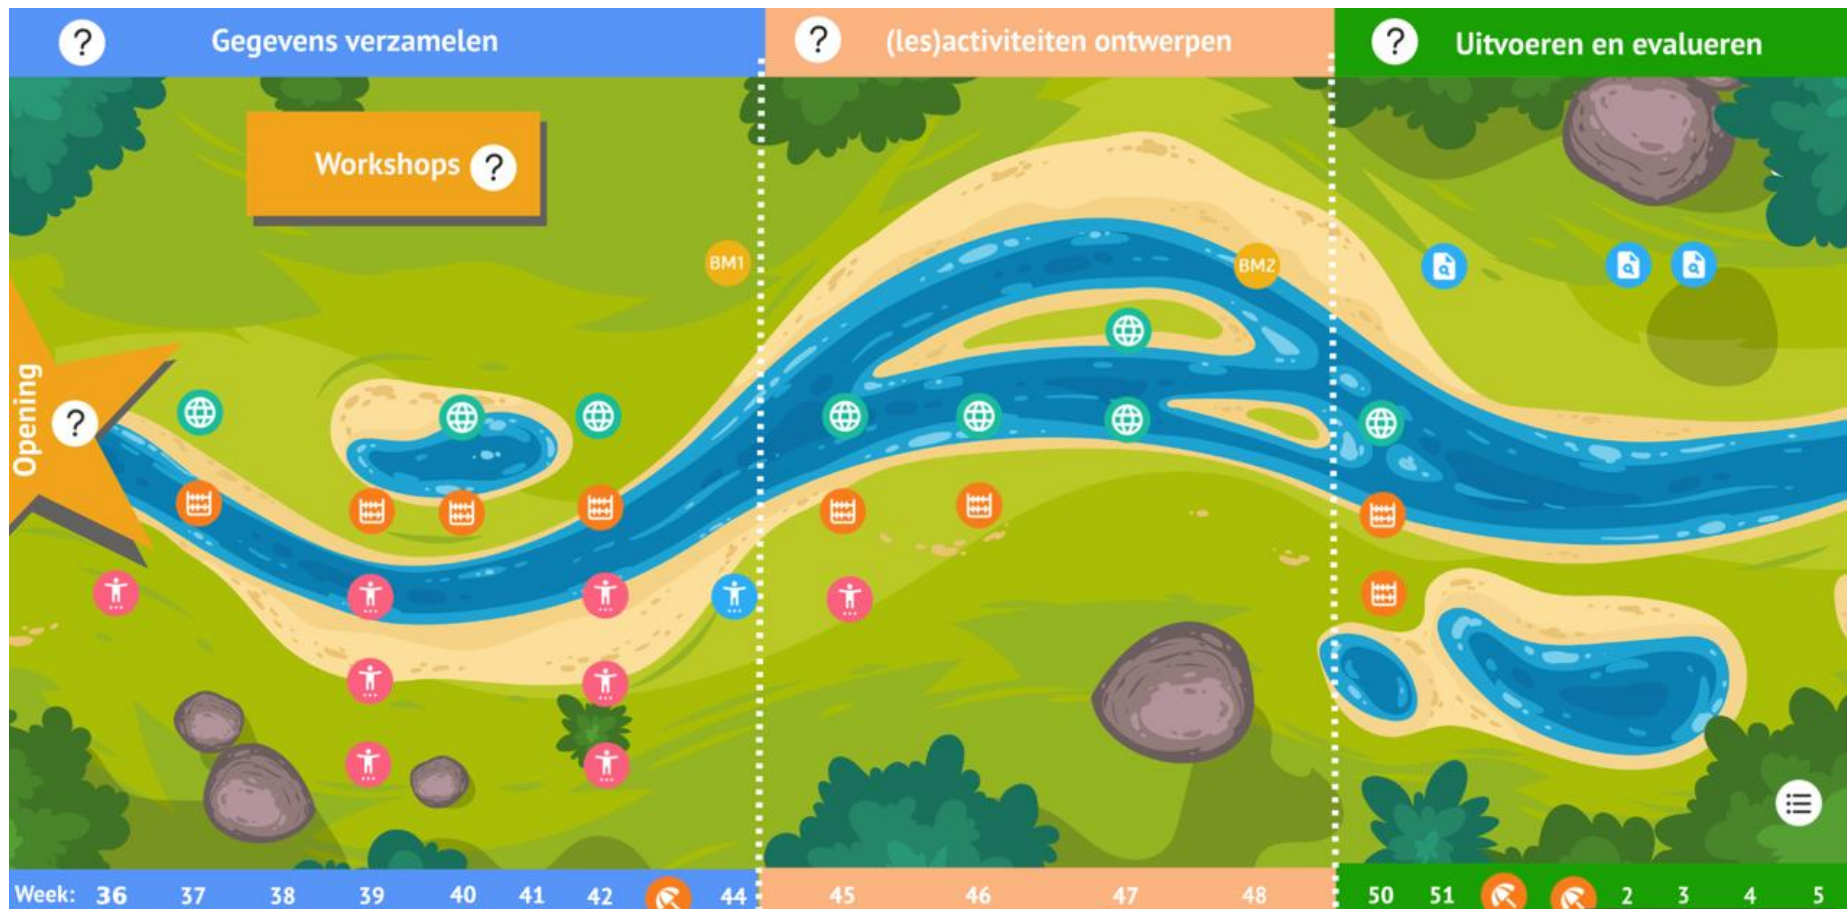 ? Gegevens verzamelen
? (les)activiteiten ontwerpen
? Uitvoeren en evalueren
Workshops ?
BM1
BM2
Opening ?
Week: 36 37 38 39 40 41 42 44 45 46 47 48 50 51 2 3 4 5